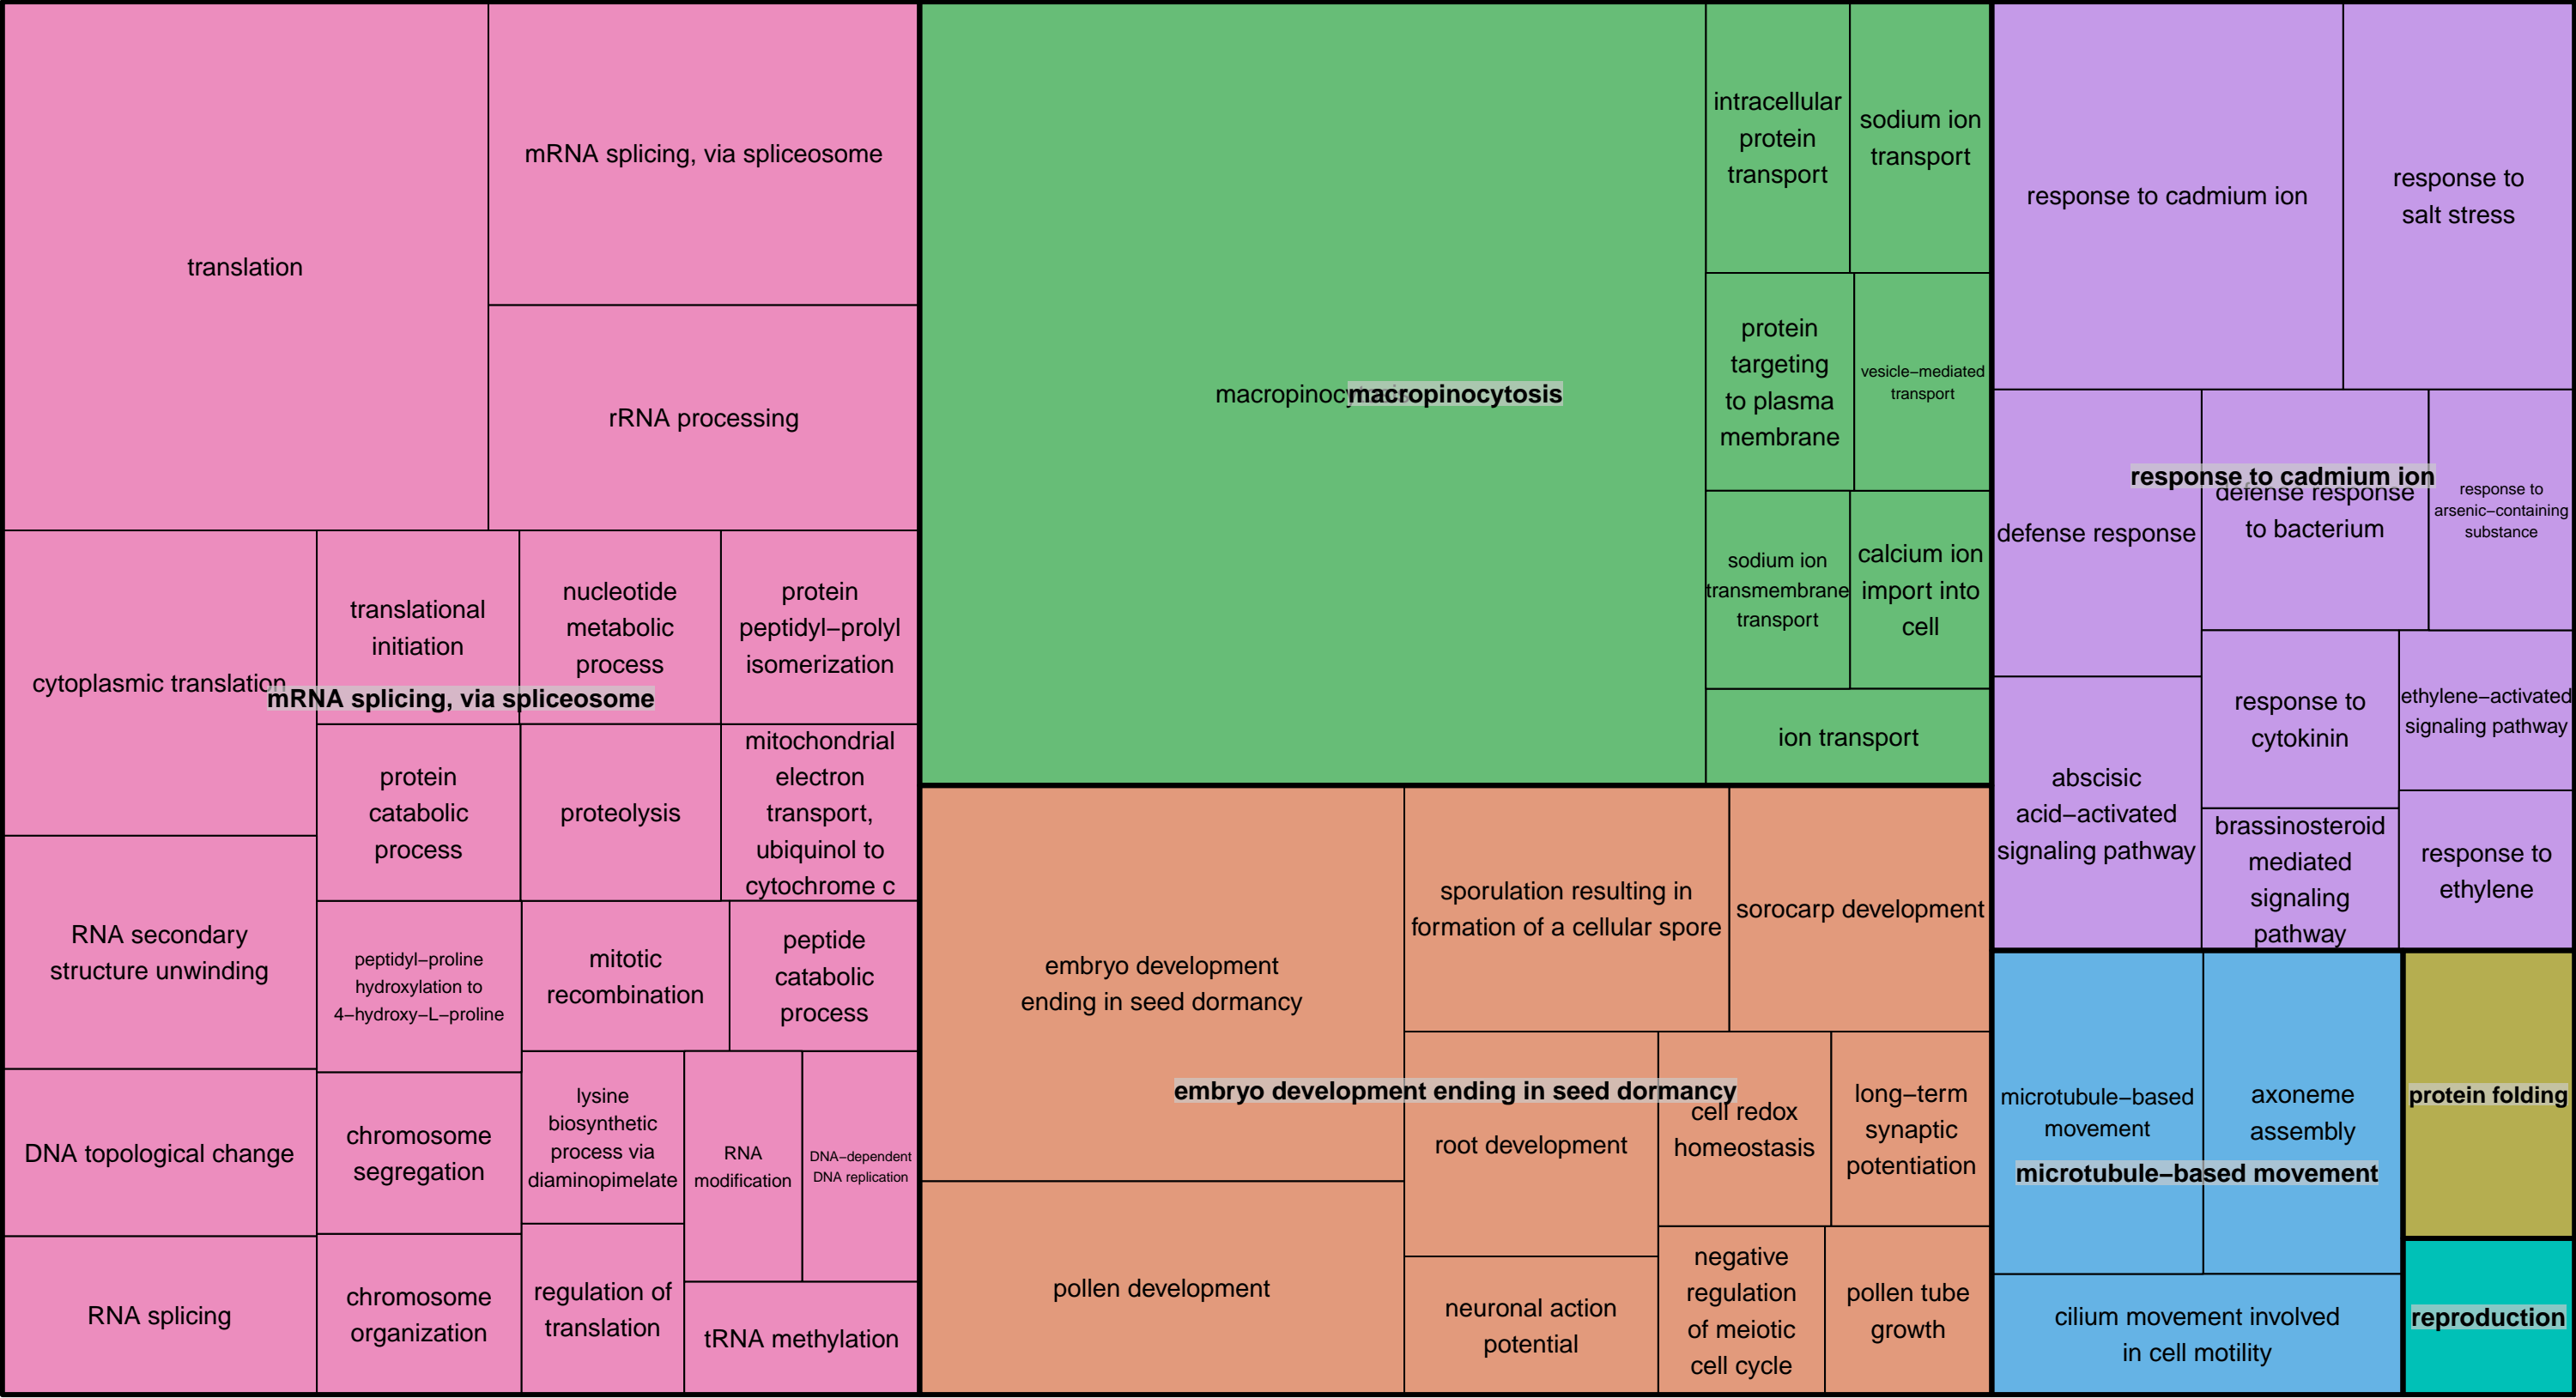 translation
mRNA splicing, via spliceosome
rRNA processing
cytoplasmic translation
translational
initiation
nucleotide
metabolic
process
protein
peptidyl−prolyl
isomerization
mRNA splicing, via spliceosome
protein
catabolic
process
proteolysis
mitochondrial
electron
transport,
ubiquinol to
cytochrome c
RNA secondary
structure unwinding
peptidyl−proline
hydroxylation to
4−hydroxy−L−proline
mitotic
recombination
peptide
catabolic
process
DNA topological change
chromosome
segregation
lysine
biosynthetic
process via
diaminopimelate
RNA
modification
DNA−dependent
DNA replication
RNA splicing
chromosome
organization
regulation of
translation
tRNA methylation
macropinocytosis
macropinocytosis
intracellular
protein
transport
sodium ion
transport
protein
targeting
to plasma
membrane
vesicle−mediated
transport
sodium ion
transmembrane
transport
calcium ion
import into
cell
ion transport
embryo development
ending in seed dormancy
sporulation resulting in
formation of a cellular spore
sorocarp development
embryo development ending in seed dormancy
root development
cell redox
homeostasis
long−term
synaptic
potentiation
pollen development
neuronal action
potential
negative
regulation
of meiotic
cell cycle
pollen tube
growth
response to cadmium ion
response to
salt stress
response to cadmium ion
defense response
defense response
to bacterium
response to
arsenic−containing
substance
abscisic
acid−activated
signaling pathway
response to
cytokinin
ethylene−activated
signaling pathway
brassinosteroid
mediated
signaling
pathway
response to
ethylene
microtubule−based
movement
axoneme
assembly
microtubule−based movement
cilium movement involved
in cell motility
protein folding
reproduction